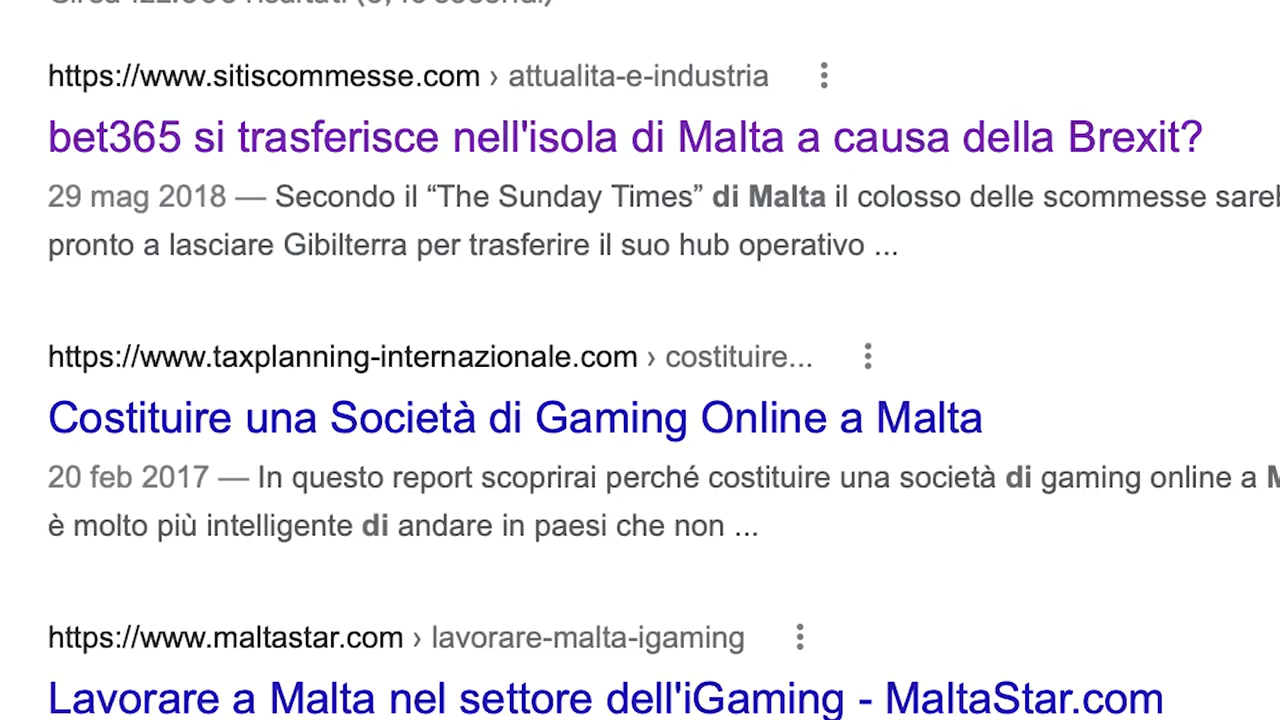 https://www.sitiscommesse.com › attualita-e-industria
bet365 si trasferisce nell'isola di Malta a causa della Brexit?
29 mag 2018 — Secondo il “The Sunday Times” di Malta il colosso delle scommesse
pronto a lasciare Gibilterra per trasferire il suo hub operativo ...
https://www.taxplanning-internazionale.com › costituire...
Costituire una Società di Gaming Online a Malta
20 feb 2017 — In questo report scoprirai perché costituire una società di gaming online a
è molto più intelligente di andare in paesi che non ...
https://www.maltastar.com › lavorare-malta-igaming
Lavorare a Malta nel settore dell'iGaming - MaltaStar.com